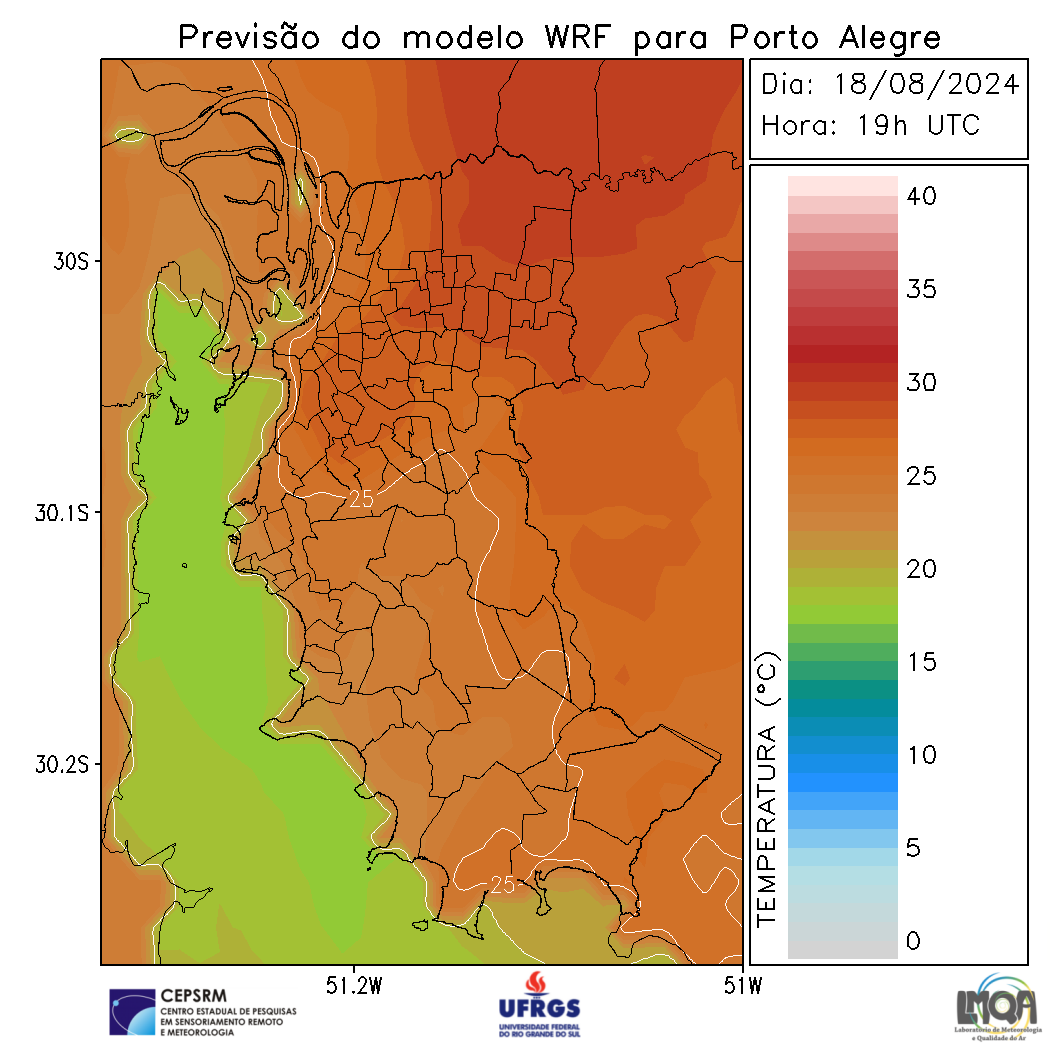 Previsão do modelo WRF para Porto Alegre
Dia: 18/08/2024
Hora: 19h UTC
30S
30.1S
30.2S
51.2W
51W
25
25
TEMPERATURA (°C)
40
35
30
25
20
15
10
5
0
CEPSRM
CENTRO ESTADUAL DE PESQUISAS
EM SENSORIAMENTO REMOTO
E METEOROLOGIA
UFRGS
UNIVERSIDADE FEDERAL
DO RIO GRANDE DO SUL
LMQA
Laboratório de Meteorologia
e Qualidade do Ar